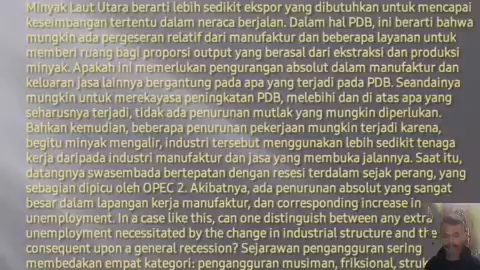 Minyak Laut Utara berarti lebih sedikit ekspor yang dibutuhkan untuk mencapai
keseimbangan tertentu dalam neraca berjalan. Dalam hal PDB, ini berarti bahwa
mungkin ada pergeseran relatif dari manufaktur dan beberapa layanan untuk
memberi ruang bagi proporsi output yang berasal dari ekstraksi dan produksi
minyak. Apakah ini memerlukan pengurangan absolut dalam manufaktur dan
keluaran jasa lainnya bergantung pada apa yang terjadi pada PDB. Seandainya
mungkin untuk merekayasa peningkatan PDB, melebihi dan di atas apa yang
seharusnya terjadi, tidak ada penurunan mutlak yang mungkin diperlukan.
Bahkan kemudian, beberapa penurunan pekerjaan mungkin terjadi karena,
begitu minyak mengalir, industri tersebut menggunakan lebih sedikit tenaga
kerja daripada industri manufaktur dan jasa yang membuka jalannya. Saat itu,
datangnya swasembada bertepatan dengan resesi terdalam sejak perang, yang
sebagian dipicu oleh OPEC 2. Akibatnya, ada penurunan absolut yang sangat
besar dalam lapangan kerja manufaktur, dan corresponding increase in
unemployment. In a case like this, can one distinguish between any extra
unemployment necessitated by the change in industrial structure and
consequent upon a general recession? Sejarawan pengangguran sering
membedakan empat kategori: pengangguran musiman, friksional,